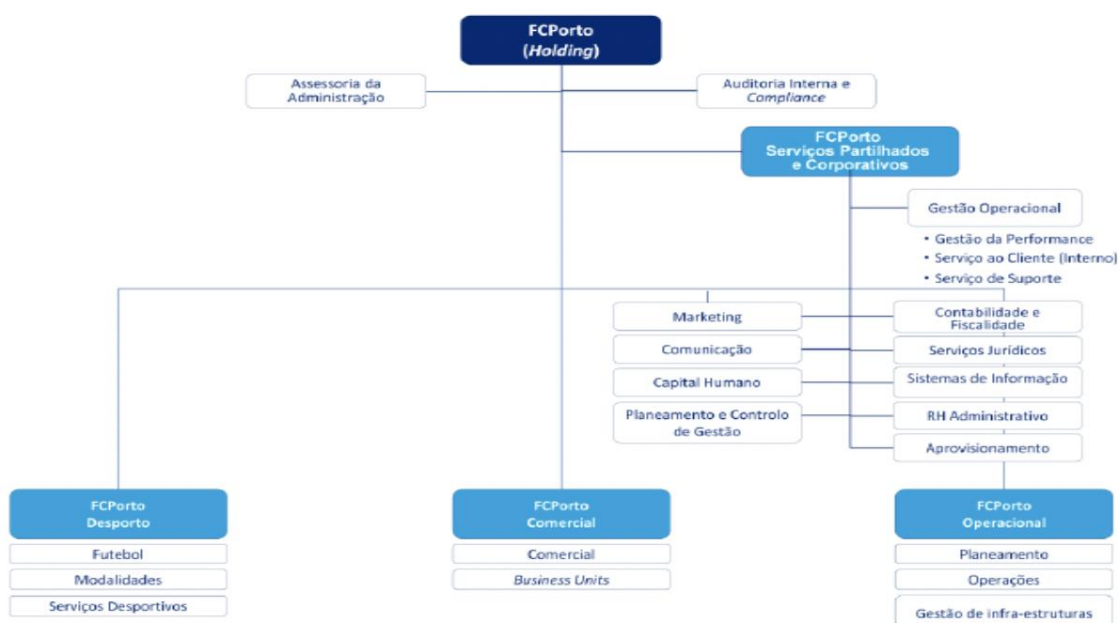 FCPorto
(Holding)
Assessoria da
Administração
Auditoria Interna e
Compliance
FCPorto
Serviços Partilhados
e Corporativos
Gestão Operacional
• Gestão da Performance
• Serviço ao Cliente (Interno)
• Serviço de Suporte
Marketing
Contabilidade e
Fiscalidade
Comunicação
Serviços Jurídicos
Capital Humano
Sistemas de Informação
Planeamento e Controlo
de Gestão
RH Administrativo
Aprovisionamento
FCPorto
Desporto
FCPorto
Comercial
FCPorto
Operacional
Futebol
Comercial
Planeamento
Modalidades
Business Units
Operações
Serviços Desportivos
Gestão de infra-estruturas